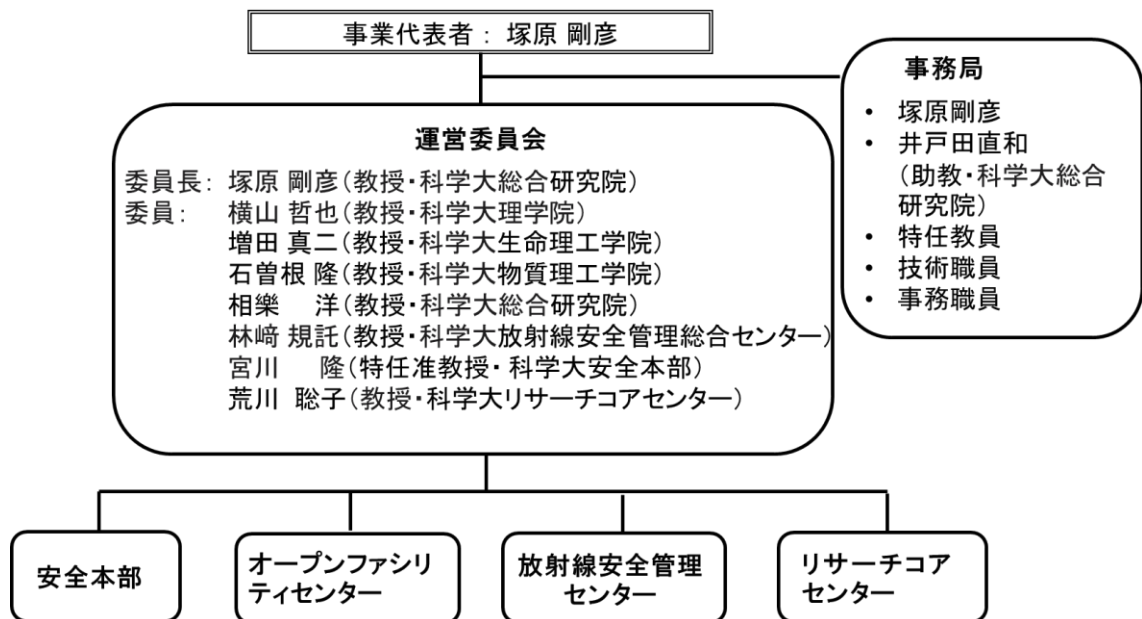 事業代表者 : 塚原 剛彦
事務局
・ 塚原剛彦
・ 井戸田直和
（助教・科学大総合
研究院）
・ 特任教員
・ 技術職員
・ 事務職員
運営委員会
委員長: 塚原 剛彦（教授・科学大総合研究院）
委員: 横山 哲也（教授・科学大理学院）
増田 真二（教授・科学大生命理工学院）
石曽根 隆（教授・科学大物質理工学院）
相樂 洋（教授・科学大総合研究院）
林﨑 規託（教授・科学大放射線安全管理総合センター）
宮川 隆（特任准教授・科学大安全本部）
荒川 聡子（教授・科学大リサーチコアセンター）
安全本部
オープンファシリ
ティセンター
放射線安全管理
センター
リサーチコア
センター